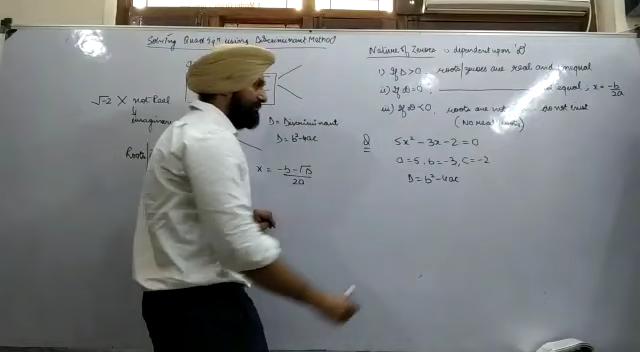 Solving Quad Eqn using Discriminant Method
√-2 X not Real
D = Discriminant
D = b²-4ac
Roots
x = -b-√D / 2a
Nature of Zeroes is dependent upon 'D'
i) If D>0 roots/zeroes are real and unequal
ii) If D=0, equal, x = -b/2a
iii) If D<0, roots are not do not exist
(No real roots)
Q 5x² - 3x - 2 = 0
a=5, b=-3, c=-2
D = b²-4ac